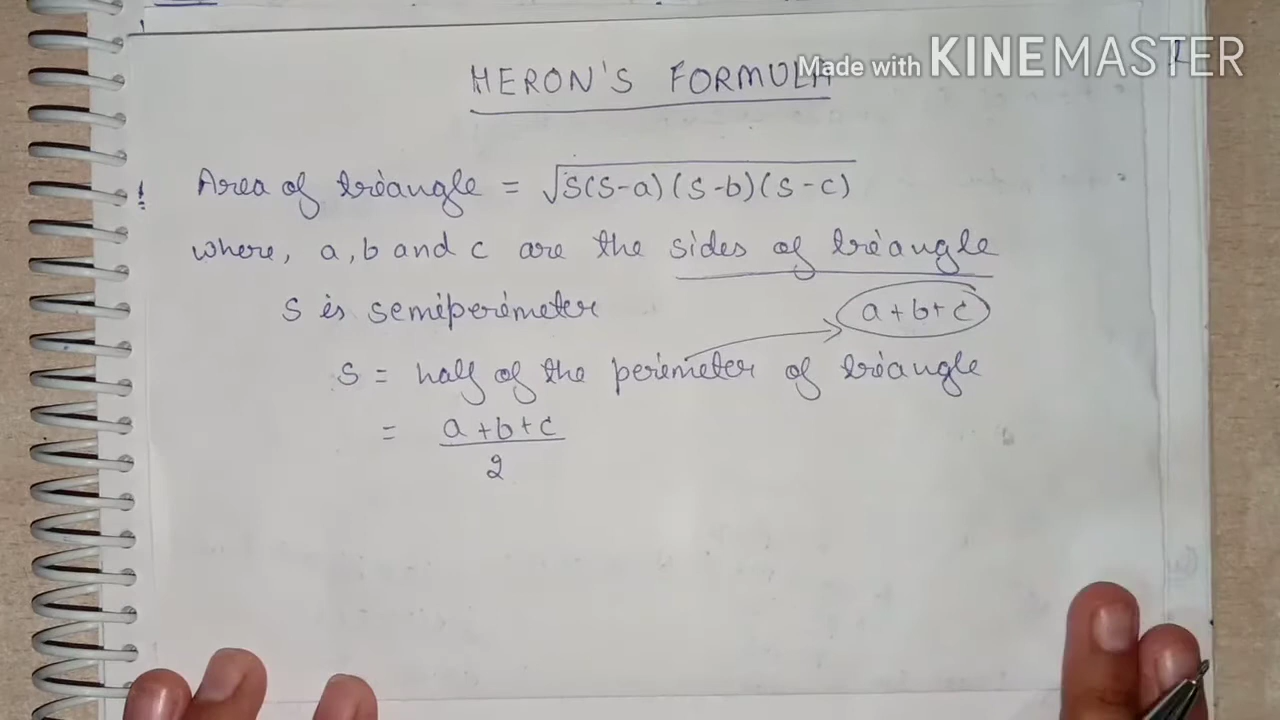 Made with KINEMASTER
HERON'S FORMULA
Area of triangle = √s(s-a)(s-b)(s-c)
where, a, b and c are the sides of triangle
s is semiperimeter
a+b+c
s = half of the perimeter of triangle
= a+b+c
2